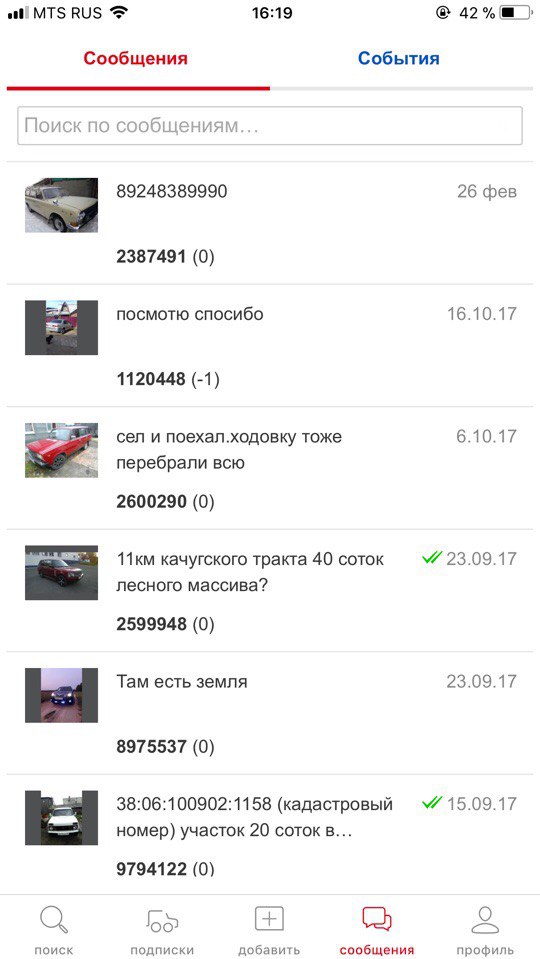 MTS RUS 16:19 42 %
Сообщения События
Поиск по сообщениям…
89248389990 26 фев
2387491 (0)
посмотю спосибо 16.10.17
1120448 (-1)
сел и поехал.ходовку тоже 6.10.17
перебрали всю
2600290 (0)
11км качугского тракта 40 соток 23.09.17
лесного массива?
2599948 (0)
Там есть земля 23.09.17
8975537 (0)
38:06:100902:1158 (кадастровый 15.09.17
номер) участок 20 соток в…
9794122 (0)
поиск подписки добавить сообщения профиль